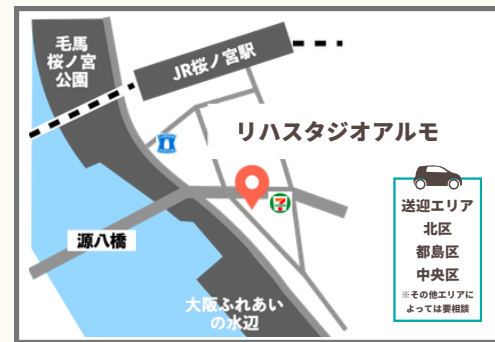 毛馬
桜ノ宮
公園
JR桜ノ宮駅
リハスタジオアルモ
送迎エリア
北区
都島区
中央区
※その他エリアに
よっては要相談
源八橋
大阪ふれあい
の水辺